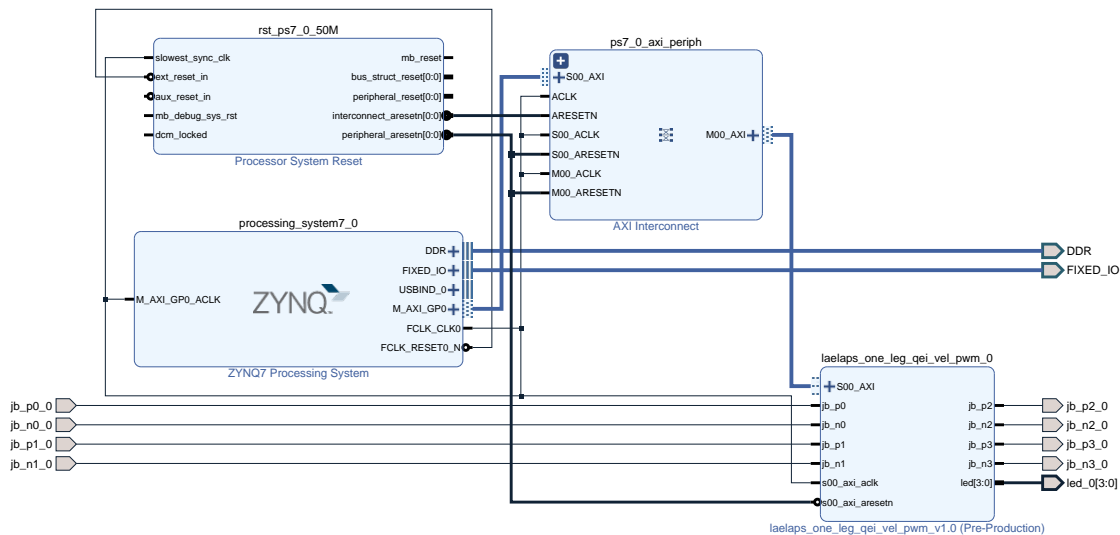 rst_ps7_0_50M
slowest_sync_clk
ext_reset_in
aux_reset_in
mb_debug_sys_rst
dcm_locked
mb_reset
bus_struct_reset[0:0]
peripheral_reset[0:0]
interconnect_aresetn[0:0]
peripheral_aresetn[0:0]
Processor System Reset
ps7_0_axi_periph
S00_AXI
ACLK
ARESETN
S00_ACLK
S00_ARESETN
M00_ACLK
M00_ARESETN
M00_AXI
AXI Interconnect
processing_system7_0
M_AXI_GP0_ACLK
ZYNQ
DDR
FIXED_IO
USBIND_0
M_AXI_GP0
FCLK_CLK0
FCLK_RESET0_N
ZYNQ7 Processing System
DDR
FIXED_IO
jb_p0_0
jb_n0_0
jb_p1_0
jb_n1_0
laelaps_one_leg_qei_vel_pwm_0
S00_AXI
jb_p0
jb_n0
jb_p1
jb_n1
s00_axi_aclk
s00_axi_aresetn
jb_p2
jb_n2
jb_p3
jb_n3
led[3:0]
laelaps_one_leg_qei_vel_pwm_v1.0 (Pre-Production)
jb_p2_0
jb_n2_0
jb_p3_0
jb_n3_0
led_0[3:0]